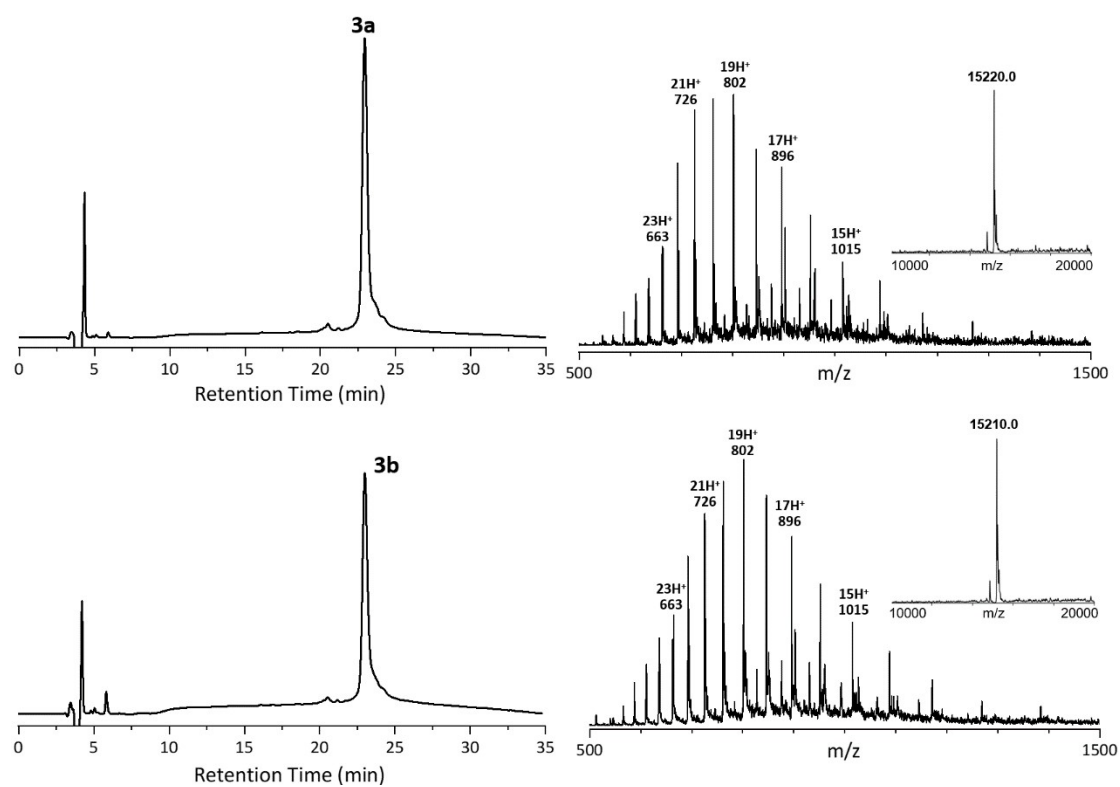 3a
0 5 10 15 20 25 30 35
Retention Time (min)
19H⁺
802
21H⁺
726
17H⁺
896
23H⁺
663
15H⁺
1015
15220.0
10000 m/z 20000
500 m/z 1500
3b
0 5 10 15 20 25 30 35
Retention Time (min)
19H⁺
802
21H⁺
726
17H⁺
896
23H⁺
663
15H⁺
1015
15210.0
10000 m/z 20000
500 m/z 1500